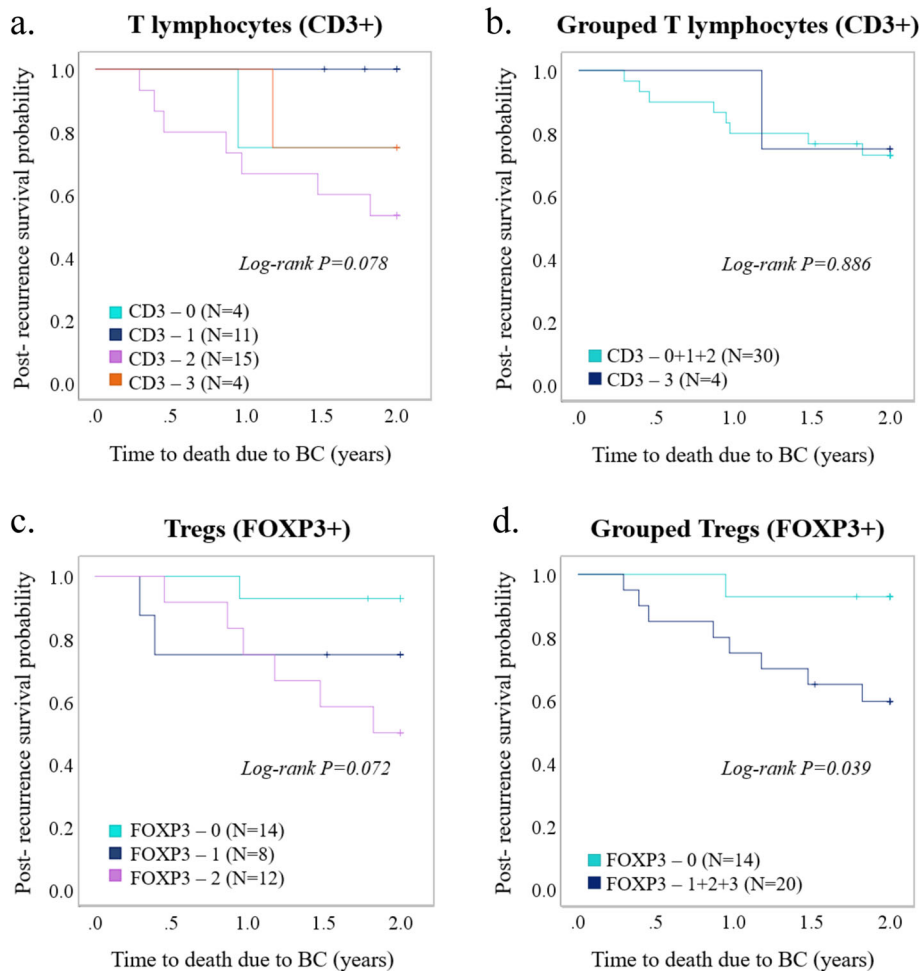 a.
T lymphocytes (CD3+)
Post- recurrence survival probability
1.0
0.8
0.6
0.4
0.2
0.0
Log-rank P=0.078
CD3 – 0 (N=4)
CD3 – 1 (N=11)
CD3 – 2 (N=15)
CD3 – 3 (N=4)
.0 .5 1.0 1.5 2.0
Time to death due to BC (years)
b.
Grouped T lymphocytes (CD3+)
Post- recurrence survival probability
1.0
0.8
0.6
0.4
0.2
0.0
Log-rank P=0.886
CD3 – 0+1+2 (N=30)
CD3 – 3 (N=4)
.0 .5 1.0 1.5 2.0
Time to death due to BC (years)
c.
Tregs (FOXP3+)
Post- recurrence survival probability
1.0
0.8
0.6
0.4
0.2
0.0
Log-rank P=0.072
FOXP3 – 0 (N=14)
FOXP3 – 1 (N=8)
FOXP3 – 2 (N=12)
.0 .5 1.0 1.5 2.0
Time to death due to BC (years)
d.
Grouped Tregs (FOXP3+)
Post- recurrence survival probability
1.0
0.8
0.6
0.4
0.2
0.0
Log-rank P=0.039
FOXP3 – 0 (N=14)
FOXP3 – 1+2+3 (N=20)
.0 .5 1.0 1.5 2.0
Time to death due to BC (years)